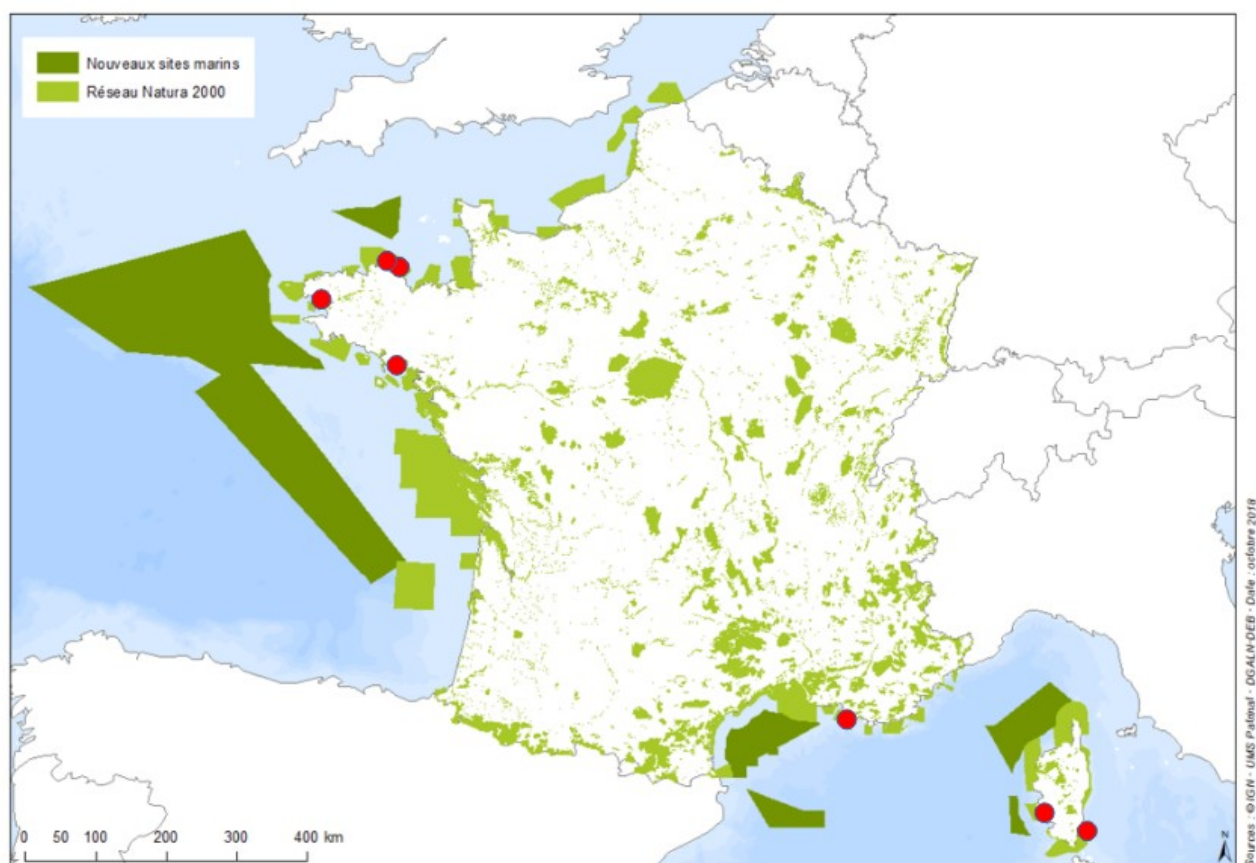 Nouveaux sites marins
Réseau Natura 2000
0 50 100 200 300 400 km
N
Sources : © IGN - UMS Patrinat - DGALN-DEB - Date : octobre 2018